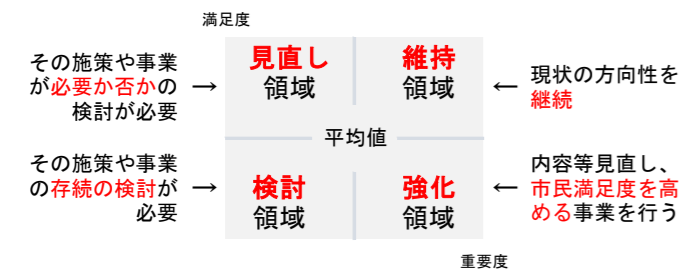 満足度
その施策や事業
が必要か否かの
検討が必要
→
見直し
領域
維持
領域
←
現状の方向性を
継続
平均値
その施策や事業
の存続の検討が
必要
→
検討
領域
強化
領域
←
内容等見直し、
市民満足度を高
める事業を行う
重要度